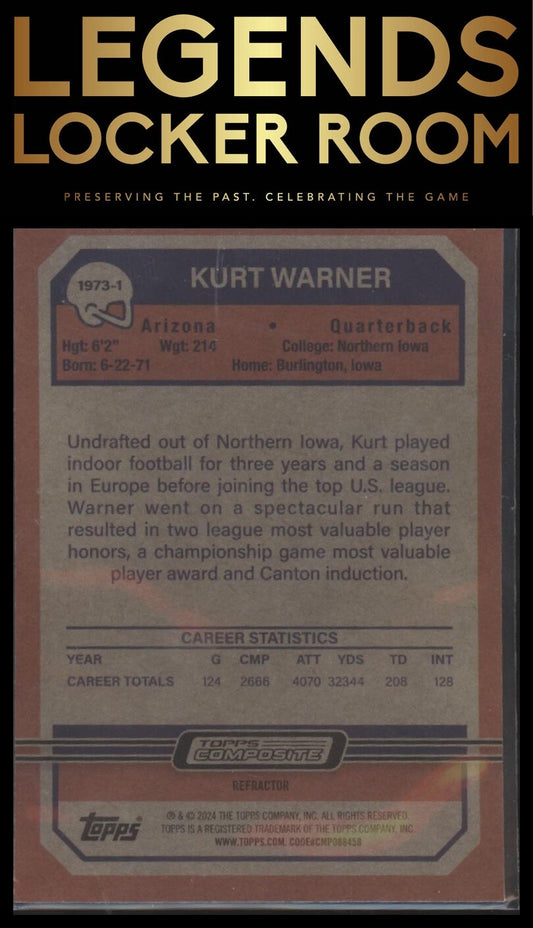 LEGENDS
LOCKER ROOM
PRESERVING THE PAST. CELEBRATING THE GAME
1973-1
KURT WARNER
Arizona • Quarterback
Hgt: 6'2" Wgt: 214 College: Northern Iowa
Born: 6-22-71 Home: Burlington, Iowa
Undrafted out of Northern Iowa, Kurt played
indoor football for three years and a season
in Europe before joining the top U.S. league.
Warner went on a spectacular run that
resulted in two league most valuable player
honors, a championship game most valuable
player award and Canton induction.
CAREER STATISTICS
YEAR G CMP ATT YDS TD INT
CAREER TOTALS 124 2666 4070 32344 208 128
TOPPS
COMPOSITE
REFRACTOR
Topps
® & © 2024 THE TOPPS COMPANY, INC. ALL RIGHTS RESERVED.
TOPPS IS A REGISTERED TRADEMARK OF THE TOPPS COMPANY, INC.
WWW.TOPPS.COM. CODE#CMP088458